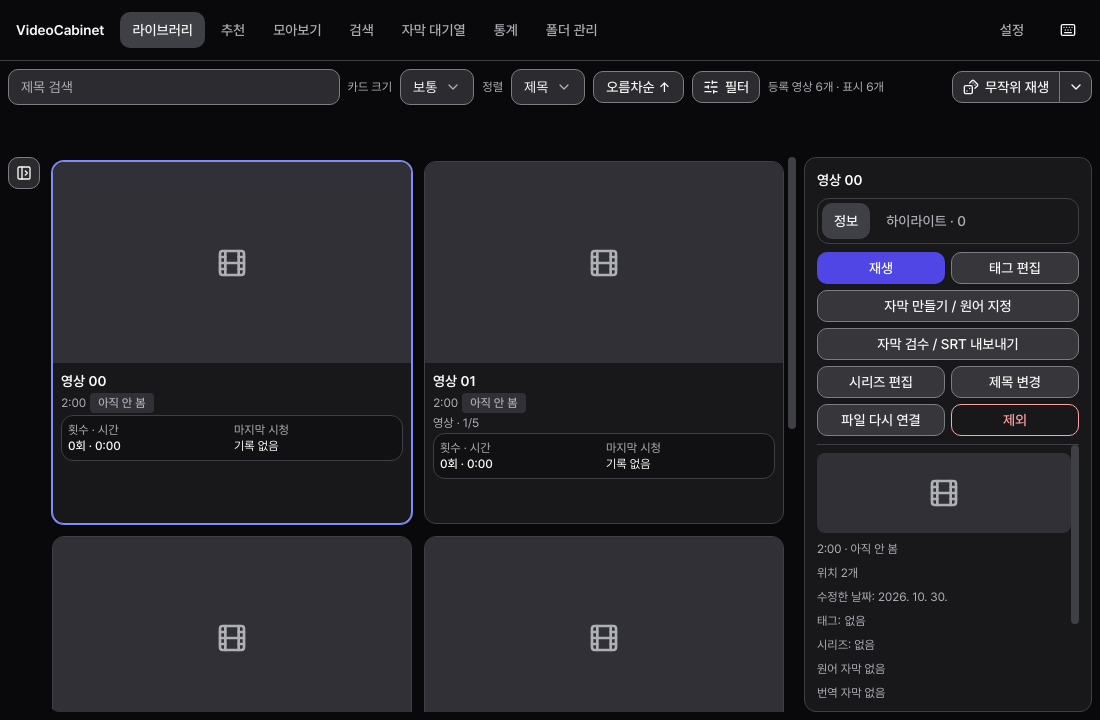 VideoCabinet 라이브러리 추천 모아보기 검색 자막 대기열 통계 폴더 관리 설정
제목 검색 카드 크기 보통 정렬 제목 오름차순 ↑ 필터 등록 영상 6개 · 표시 6개 무작위 재생
영상 00
2:00 아직 안 봄
횟수 · 시간 마지막 시청
0회 · 0:00 기록 없음
영상 01
2:00 아직 안 봄
영상 · 1/5
횟수 · 시간 마지막 시청
0회 · 0:00 기록 없음
영상 00
정보 하이라이트 · 0
재생 태그 편집
자막 만들기 / 원어 지정
자막 검수 / SRT 내보내기
시리즈 편집 제목 변경
파일 다시 연결 제외
2:00 · 아직 안 봄
위치 2개
수정한 날짜: 2026. 10. 30.
태그: 없음
시리즈: 없음
원어 자막 없음
번역 자막 없음